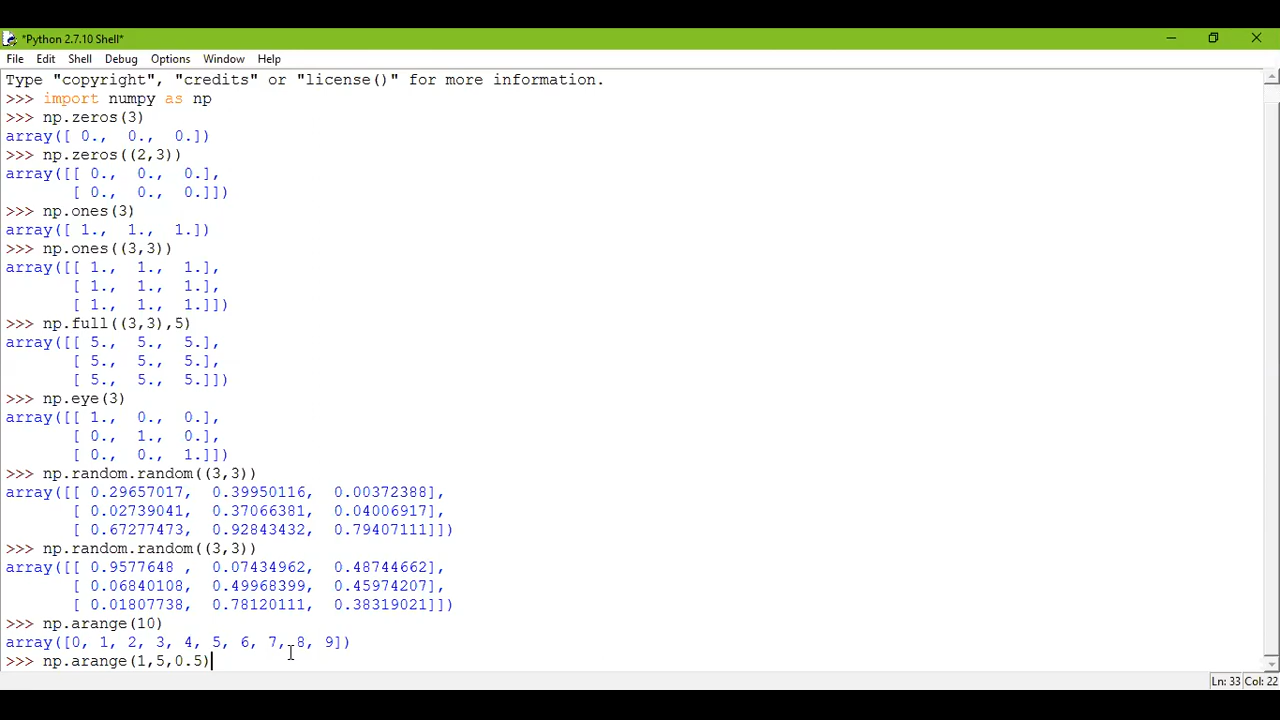 *Python 2.7.10 Shell*
File Edit Shell Debug Options Window Help
Type "copyright", "credits" or "license()" for more information.
>>> import numpy as np
>>> np.zeros(3)
array([ 0.,  0.,  0.])
>>> np.zeros((2,3))
array([[ 0.,  0.,  0.],
       [ 0.,  0.,  0.]])
>>> np.ones(3)
array([ 1.,  1.,  1.])
>>> np.ones((3,3))
array([[ 1.,  1.,  1.],
       [ 1.,  1.,  1.],
       [ 1.,  1.,  1.]])
>>> np.full((3,3),5)
array([[ 5.,  5.,  5.],
       [ 5.,  5.,  5.],
       [ 5.,  5.,  5.]])
>>> np.eye(3)
array([[ 1.,  0.,  0.],
       [ 0.,  1.,  0.],
       [ 0.,  0.,  1.]])
>>> np.random.random((3,3))
array([[ 0.29657017,  0.39950116,  0.00372388],
       [ 0.02739041,  0.37066381,  0.04006917],
       [ 0.67277473,  0.92843432,  0.79407111]])
>>> np.random.random((3,3))
array([[ 0.9577648 ,  0.07434962,  0.48744662],
       [ 0.06840108,  0.49968399,  0.45974207],
       [ 0.01807738,  0.78120111,  0.38319021]])
>>> np.arange(10)
array([0, 1, 2, 3, 4, 5, 6, 7, 8, 9])
>>> np.arange(1,5,0.5)
Ln: 33 Col: 22